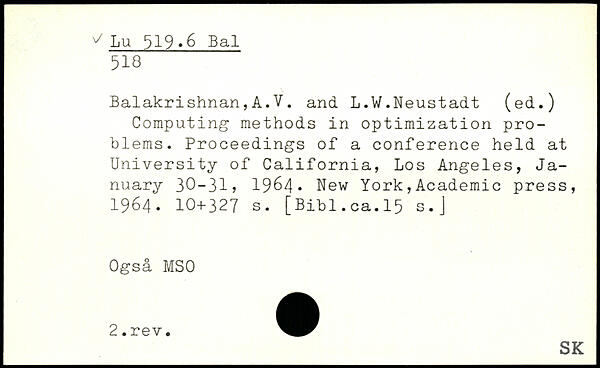 ✓ Lu 519.6 Bal
518
Balakrishnan,A.V. and L.W.Neustadt (ed.)
Computing methods in optimization pro-
blems. Proceedings of a conference held at
University of California, Los Angeles, Ja-
nuary 30-31, 1964. New York,Academic press,
1964. 10+327 s. [Bibl.ca.15 s.]
Også MSO
2.rev.
SK